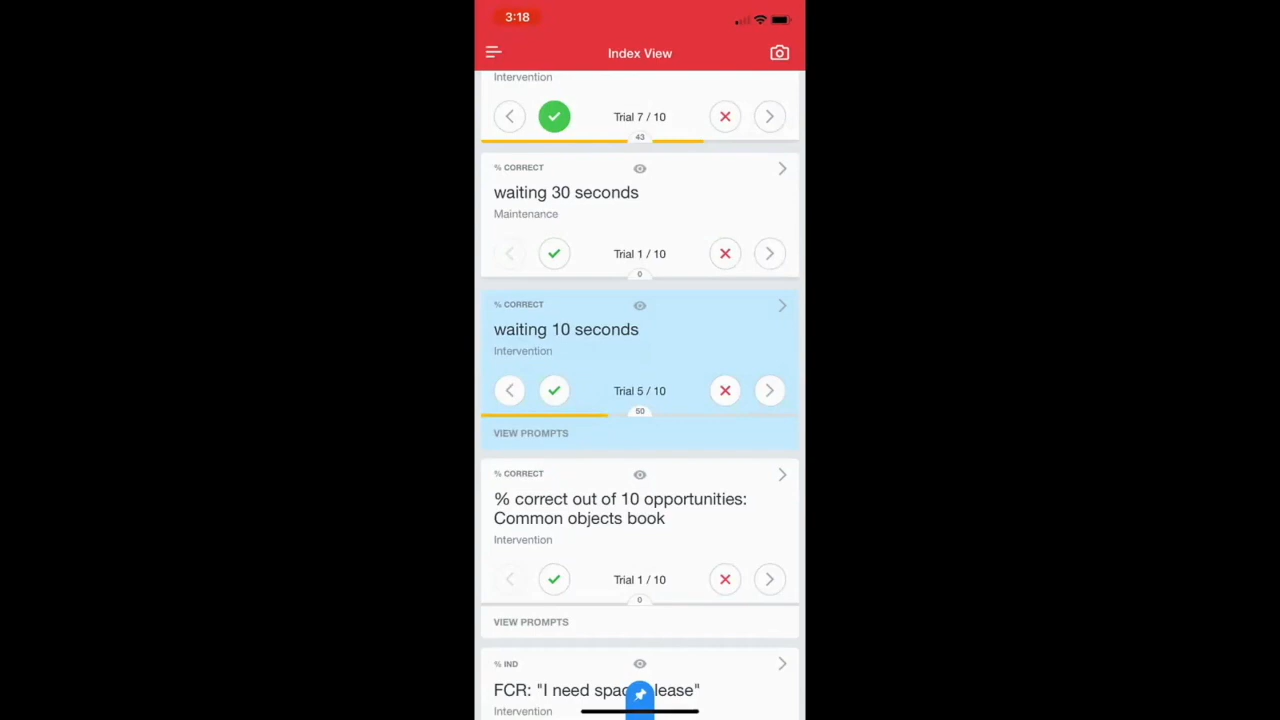 3:18
Index View
Intervention
Trial 7 / 10
43
% CORRECT
waiting 30 seconds
Maintenance
Trial 1 / 10
0
% CORRECT
waiting 10 seconds
Intervention
Trial 5 / 10
50
VIEW PROMPTS
% CORRECT
% correct out of 10 opportunities:
Common objects book
Intervention
Trial 1 / 10
0
VIEW PROMPTS
% IND
FCR: "I need lease"
Intervention